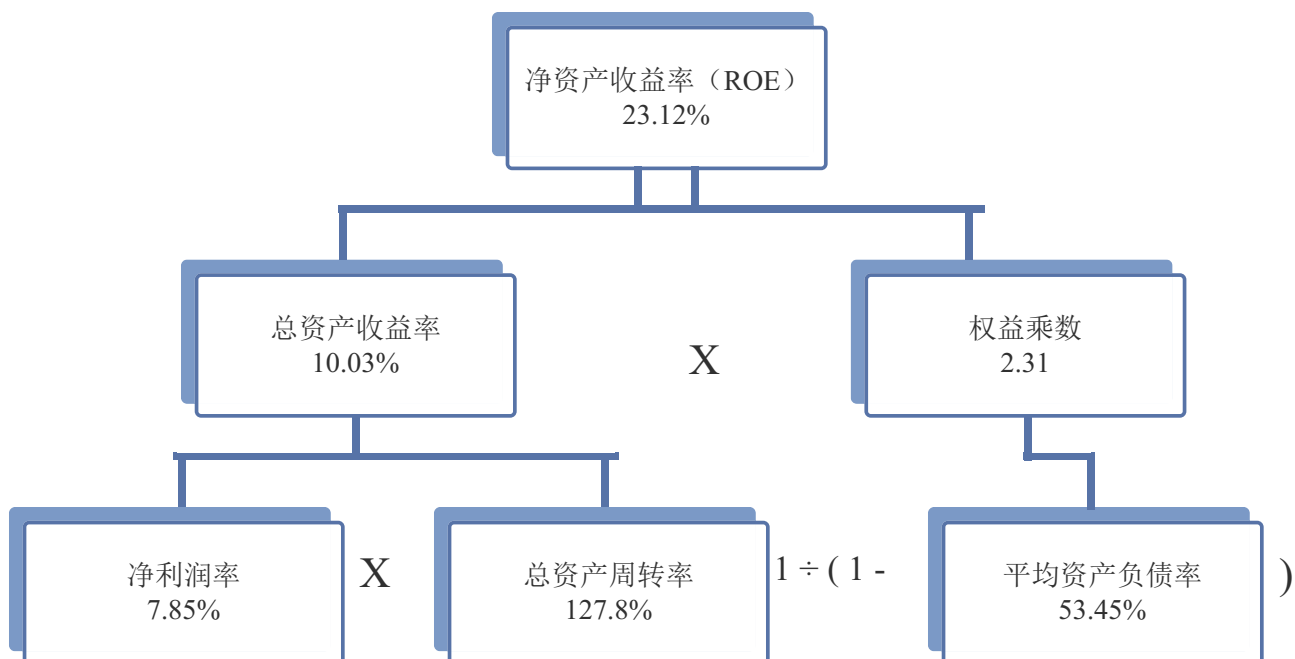 净资产收益率（ROE）
23.12%
总资产收益率
10.03%
X
权益乘数
2.31
净利润率
7.85%
X
总资产周转率
127.8%
1 ÷ ( 1 -
平均资产负债率
53.45%
)